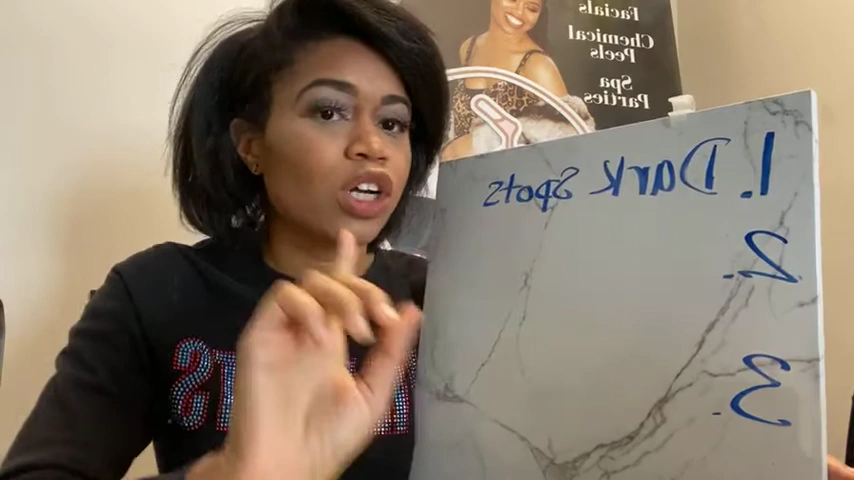 Facials
Chemical
Peels
Spa
Parties
1. Dark Spots
2.
3.